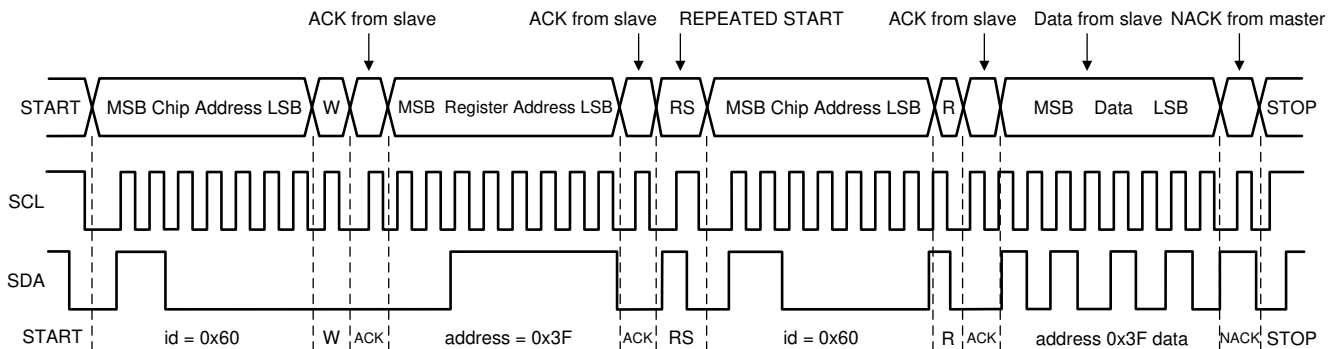 ACK from slave ACK from slave REPEATED START ACK from slave Data from slave NACK from master
START MSB Chip Address LSB W MSB Register Address LSB RS MSB Chip Address LSB R MSB Data LSB STOP
SCL
SDA
START id = 0x60 W ACK address = 0x3F ACK RS id = 0x60 R ACK address 0x3F data NACK STOP